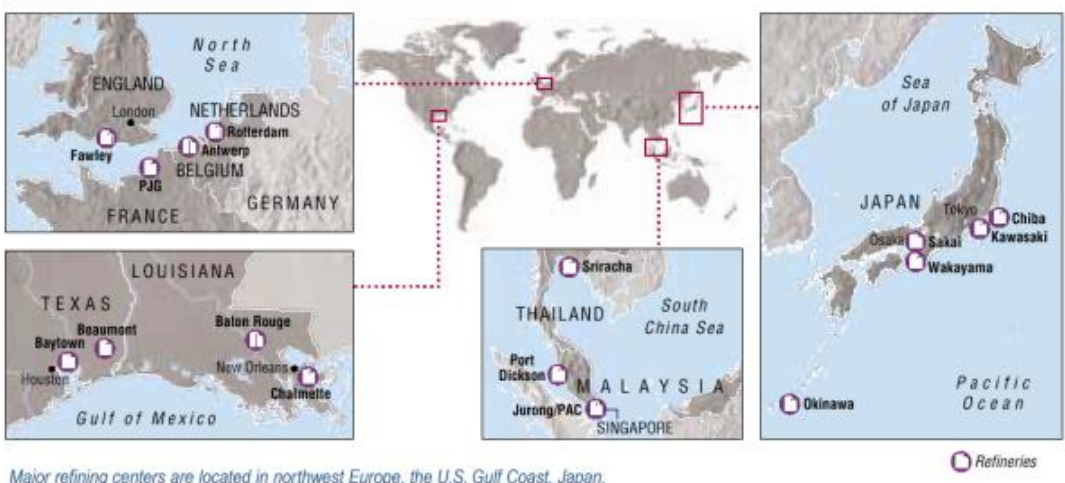 North
Sea
ENGLAND
London
NETHERLANDS
Rotterdam
Fawley
Antwerp
BELGIUM
PJG
GERMANY
FRANCE
LOUISIANA
TEXAS
Beaumont
Baton Rouge
Baytown
New Orleans
Houston
Chalmette
Gulf of Mexico
Sriracha
THAILAND
South
China Sea
Port
Dickson
MALAYSIA
Jurong/PAC
SINGAPORE
Sea
of Japan
JAPAN
Tokyo
Chiba
Kawasaki
Osaka
Sakai
Wakayama
Pacific
Ocean
Okinawa
Refineries
Major refining centers are located in northwest Europe, the U.S. Gulf Coast, Japan,